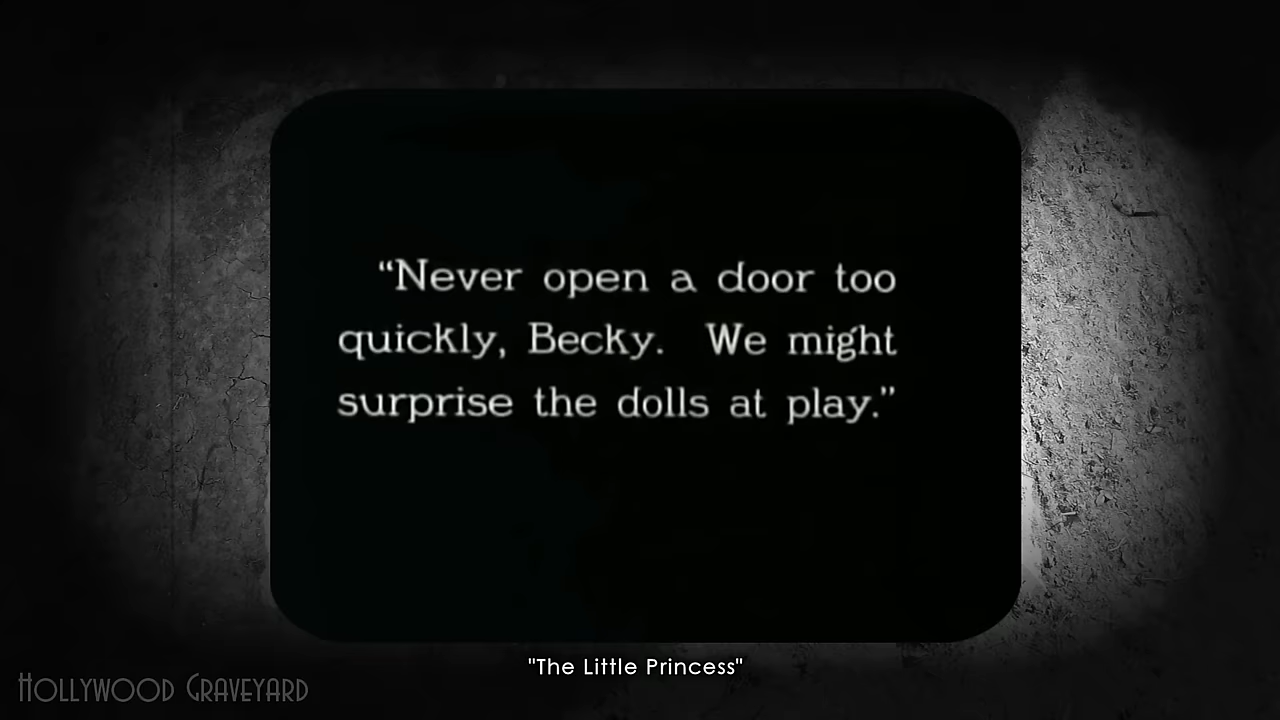 “Never open a door too
quickly, Becky. We might
surprise the dolls at play.”
"The Little Princess"
Hollywood Graveyard